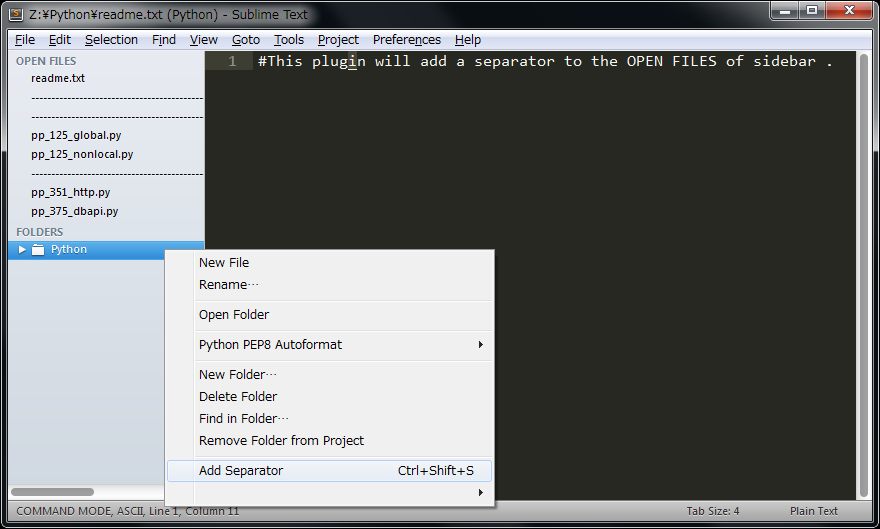 Z:¥Python¥readme.txt (Python) - Sublime Text
File Edit Selection Find View Goto Tools Project Preferences Help
OPEN FILES
readme.txt
----------------------------------------
----------------------------------------
pp_125_global.py
pp_125_nonlocal.py
----------------------------------------
pp_351_http.py
pp_375_dbapi.py
FOLDERS
Python
1 #This plugin will add a separator to the OPEN FILES of sidebar .
New File
Rename…
Open Folder
Python PEP8 Autoformat
New Folder…
Delete Folder
Find in Folder…
Remove Folder from Project
Add Separator Ctrl+Shift+S
COMMAND MODE, ASCII, Line 1, Column 11 Tab Size: 4 Plain Text